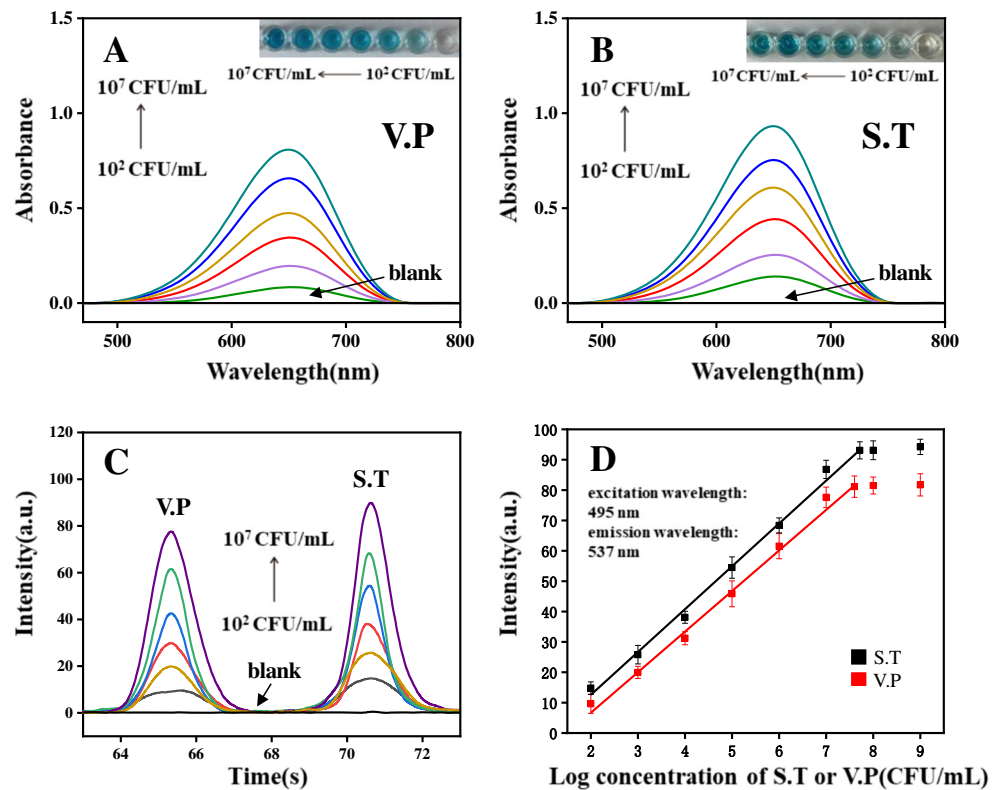 A
10⁷ CFU/mL ← 10² CFU/mL
10⁷ CFU/mL
↑
10² CFU/mL
V.P
blank
Absorbance
1.5
1.0
0.5
0.0
500 600 700 800
Wavelength(nm)
B
10⁷ CFU/mL ← 10² CFU/mL
10⁷ CFU/mL
↑
10² CFU/mL
S.T
blank
Absorbance
1.5
1.0
0.5
0.0
500 600 700 800
Wavelength(nm)
C
V.P
S.T
10⁷ CFU/mL
↑
10² CFU/mL
blank
Intensity(a.u.)
120
100
80
60
40
20
0
64 66 68 70 72
Time(s)
D
excitation wavelength:
495 nm
emission wavelength:
537 nm
S.T
V.P
Intensity(a.u.)
100
90
80
70
60
50
40
30
20
10
0
2 3 4 5 6 7 8 9
Log concentration of S.T or V.P(CFU/mL)